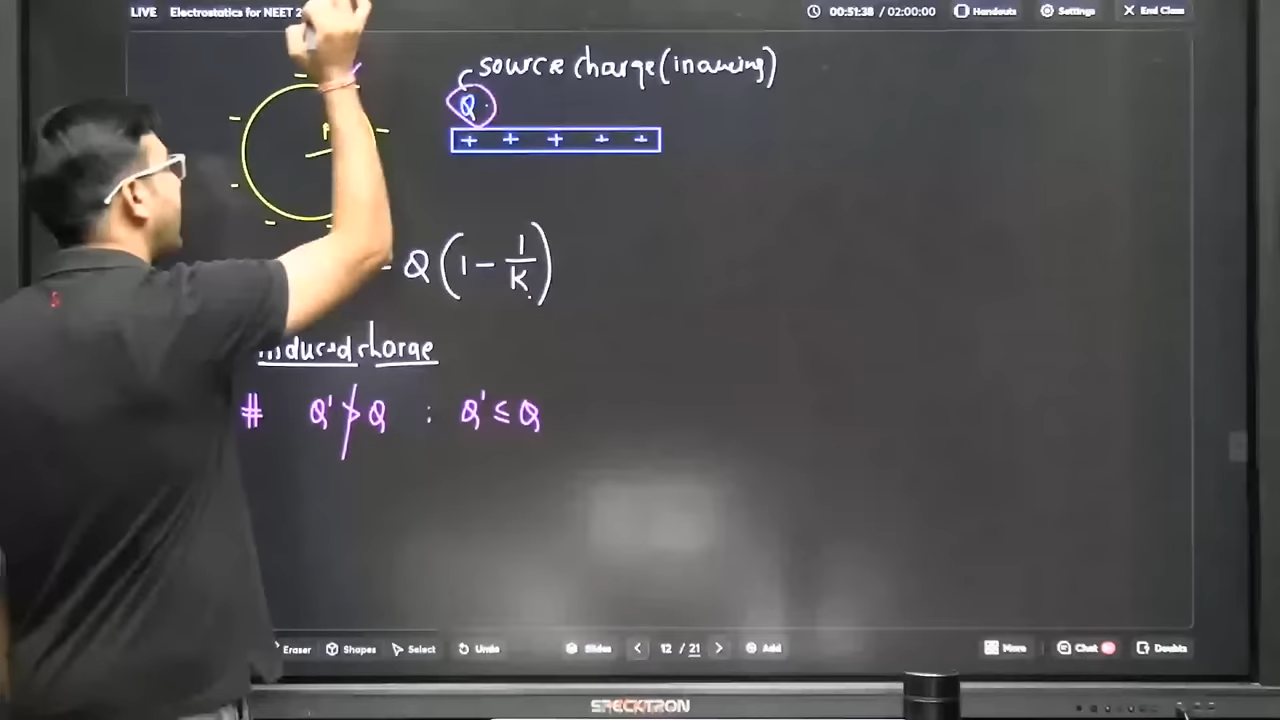 LIVE Electrostatics for NEET 2
00:51:38 / 02:00:00 Handouts Settings End Class
source charge (inducing)
Q
+ + + + +
- Q (1 - 1/K)
induced charge
# Q' ≯ Q : Q' ≤ Q
Eraser Shapes Select Undo Slides 12 / 21 Add More Chat Doubts
SPECKTRON